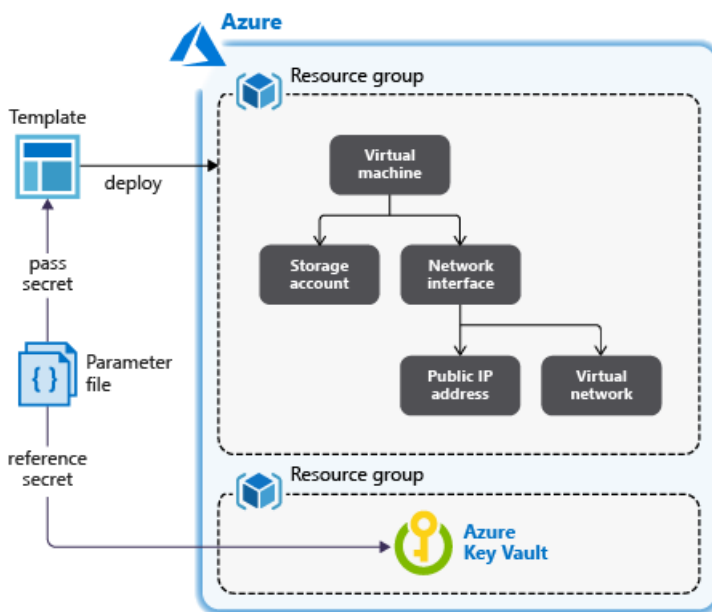 Azure
Resource group
Template
Virtual
machine
deploy
Storage
account
Network
interface
pass
secret
Parameter
file
{ }
Public IP
address
Virtual
network
reference
secret
Resource group
Azure
Key Vault